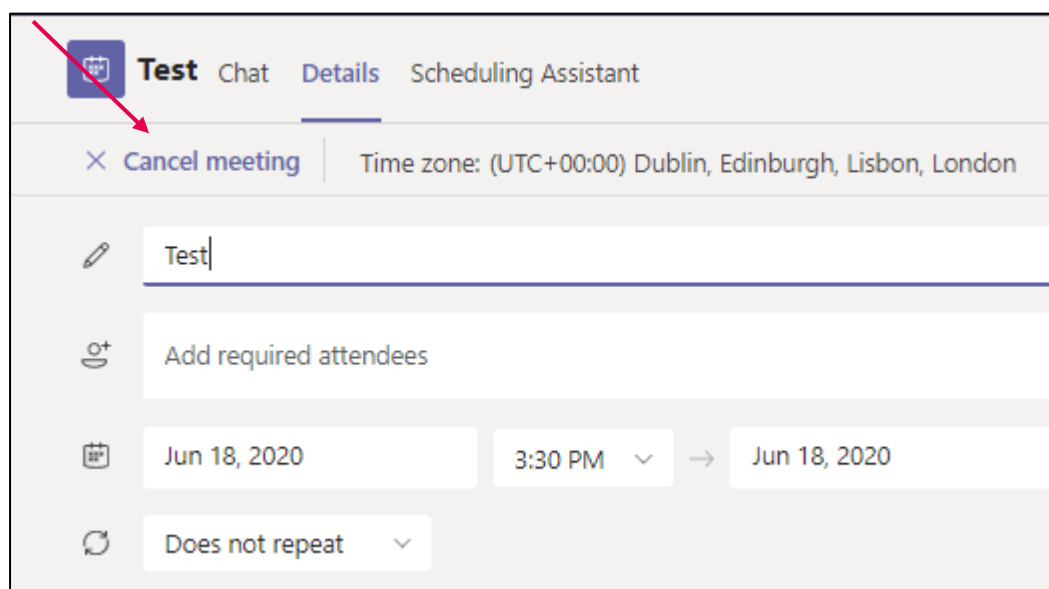 Test Chat Details Scheduling Assistant
Cancel meeting Time zone: (UTC+00:00) Dublin, Edinburgh, Lisbon, London
Test
Add required attendees
Jun 18, 2020 3:30 PM → Jun 18, 2020
Does not repeat